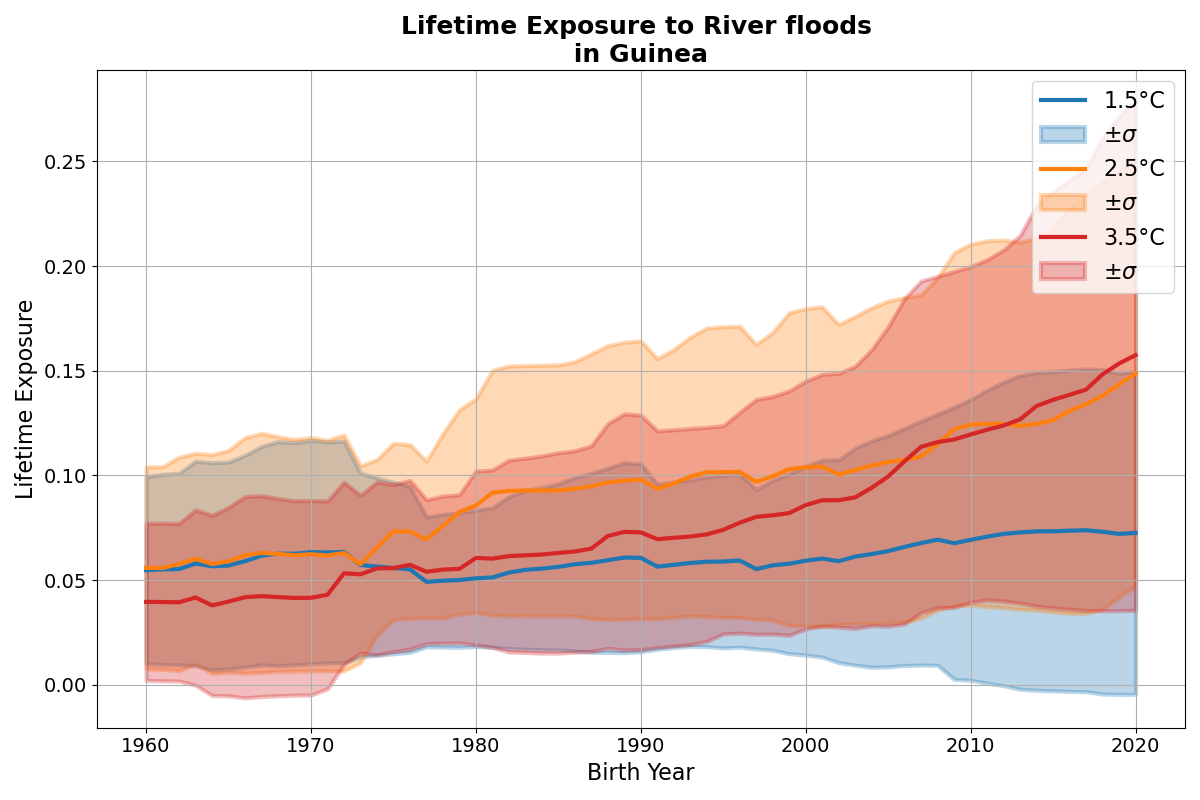 Lifetime Exposure to River floods
in Guinea
1.5°C
±σ
2.5°C
±σ
3.5°C
±σ
0.25
0.20
0.15
0.10
0.05
0.00
Lifetime Exposure
1960 1970 1980 1990 2000 2010 2020
Birth Year